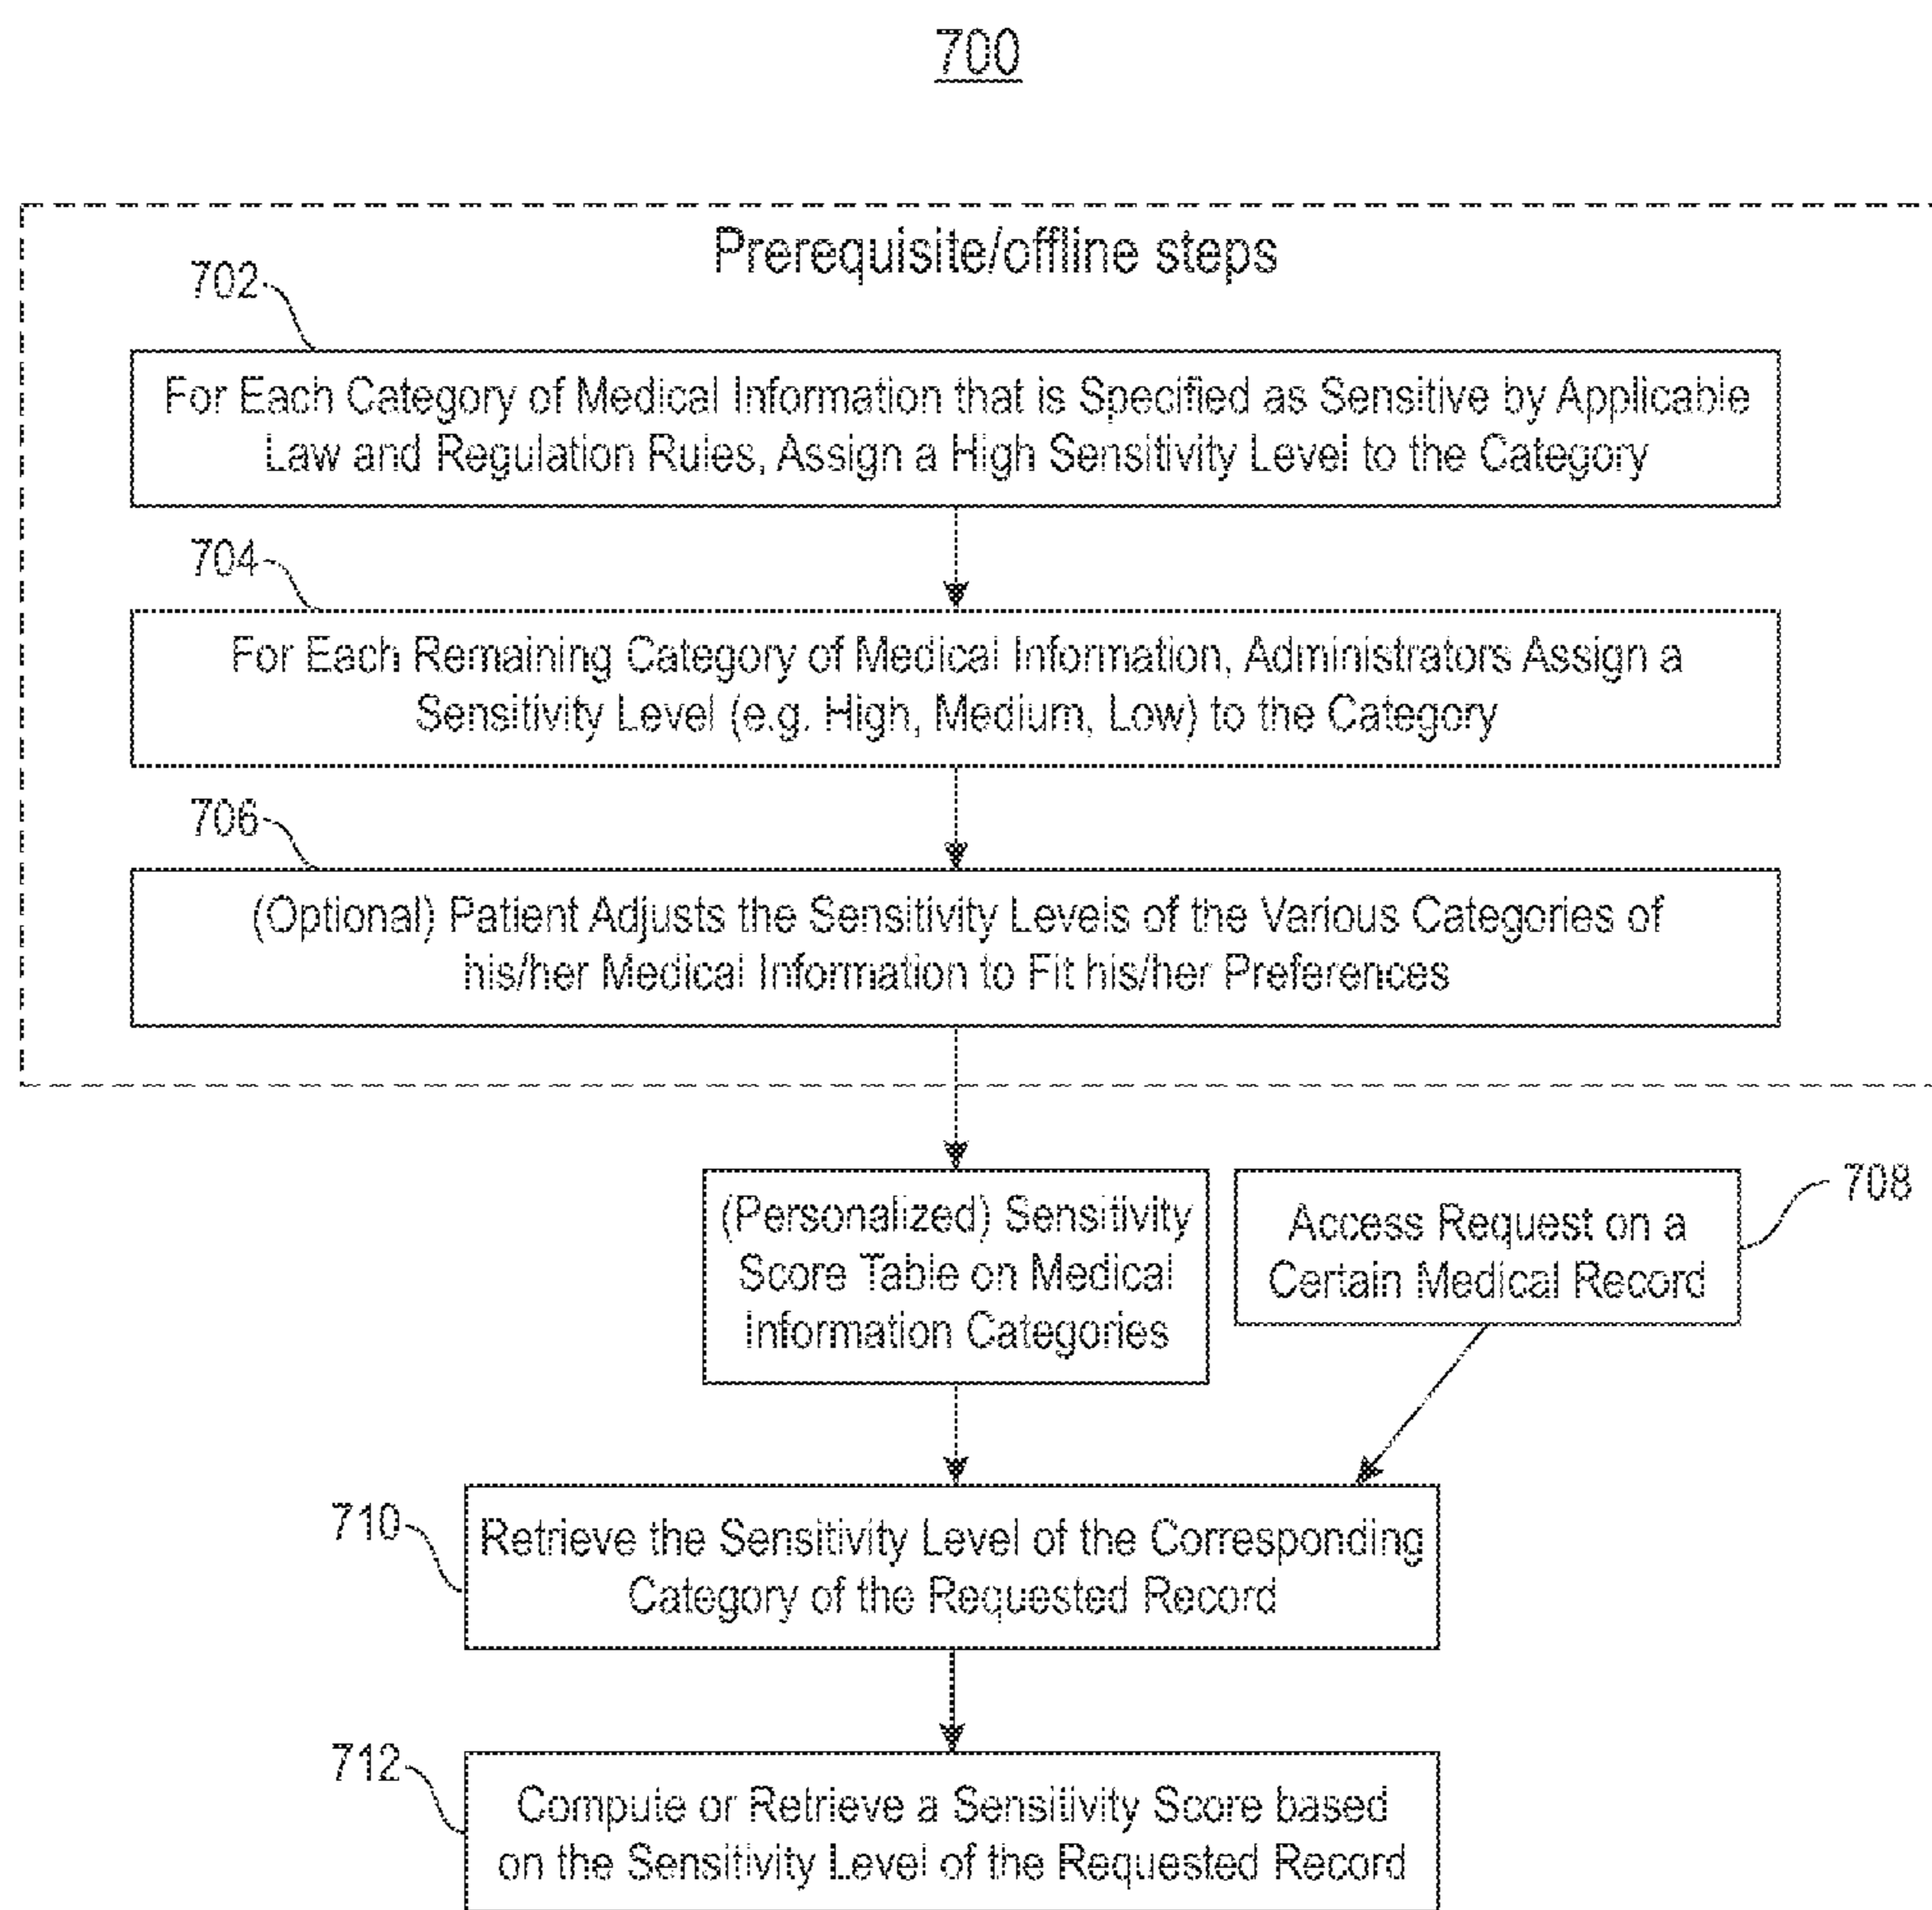 700
Prerequisite/offline steps
702
For Each Category of Medical Information that is Specified as Sensitive by Applicable
Law and Regulation Rules, Assign a High Sensitivity Level to the Category
704
For Each Remaining Category of Medical Information, Administrators Assign a
Sensitivity Level (e.g. High, Medium, Low) to the Category
706
(Optional) Patient Adjusts the Sensitivity Levels of the Various Categories of
his/her Medical Information to Fit his/her Preferences
(Personalized) Sensitivity
Score Table on Medical
Information Categories
Access Request on a
Certain Medical Record
708
710
Retrieve the Sensitivity Level of the Corresponding
Category of the Requested Record
712
Compute or Retrieve a Sensitivity Score based
on the Sensitivity Level of the Requested Record